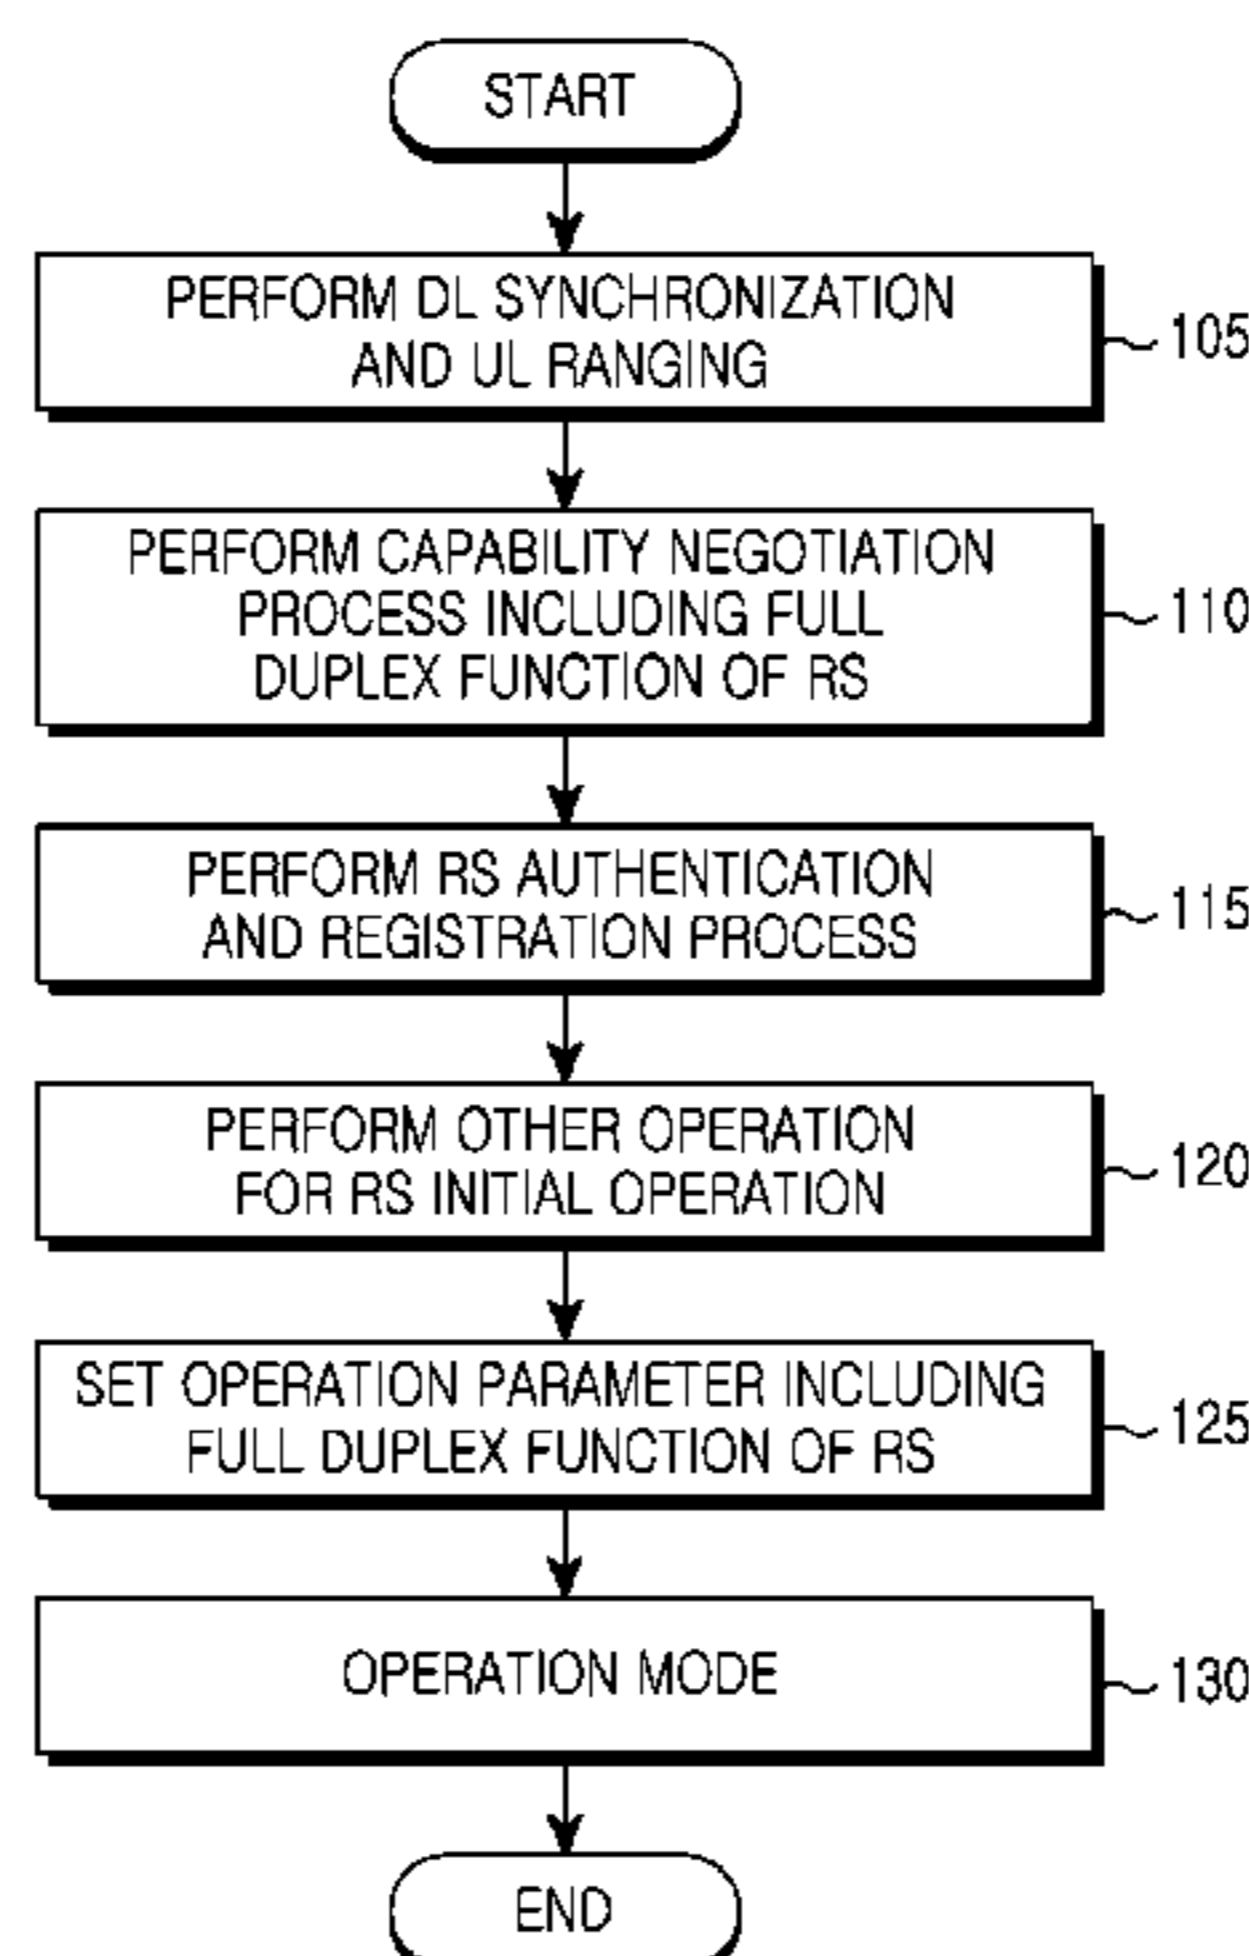 START
PERFORM DL SYNCHRONIZATION
AND UL RANGING
105
PERFORM CAPABILITY NEGOTIATION
PROCESS INCLUDING FULL
DUPLEX FUNCTION OF RS
110
PERFORM RS AUTHENTICATION
AND REGISTRATION PROCESS
115
PERFORM OTHER OPERATION
FOR RS INITIAL OPERATION
120
SET OPERATION PARAMETER INCLUDING
FULL DUPLEX FUNCTION OF RS
125
OPERATION MODE
130
END